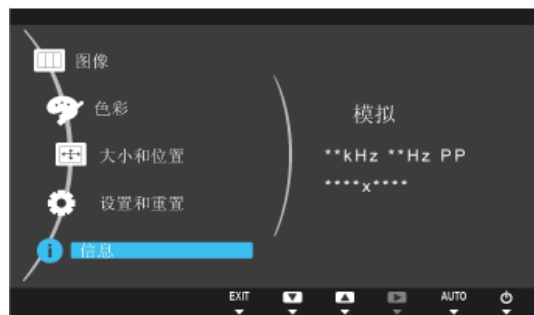 图像
色彩
大小和位置
设置和重置
信息
模拟
**kHz **Hz PP
****x****
EXIT
AUTO